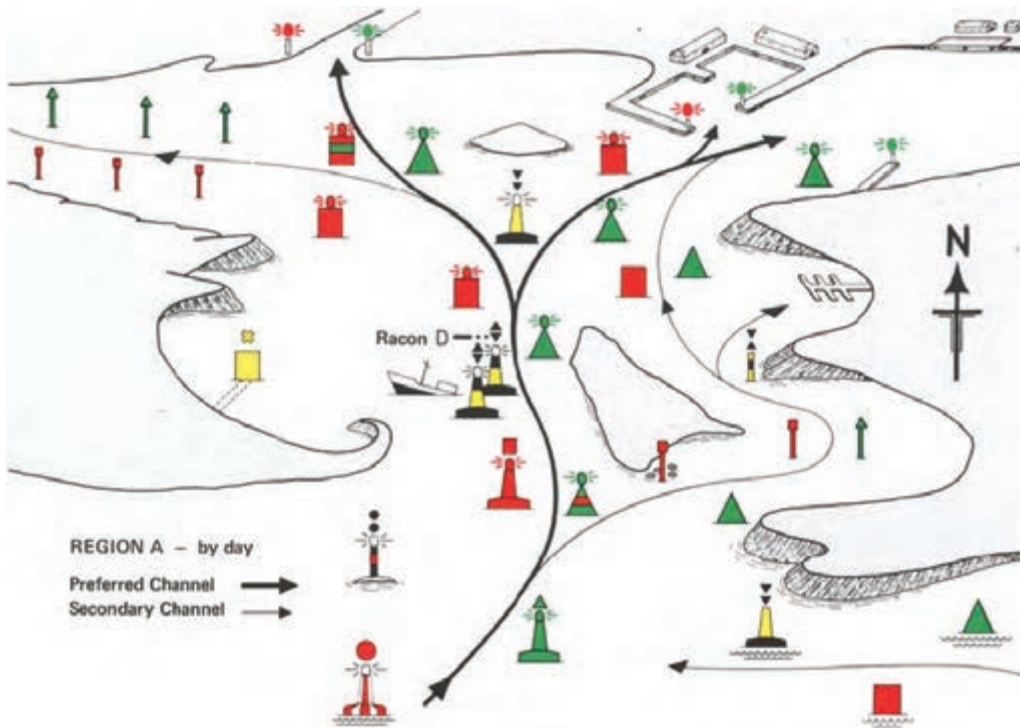 N
Racon D
REGION A – by day
Preferred Channel
Secondary Channel